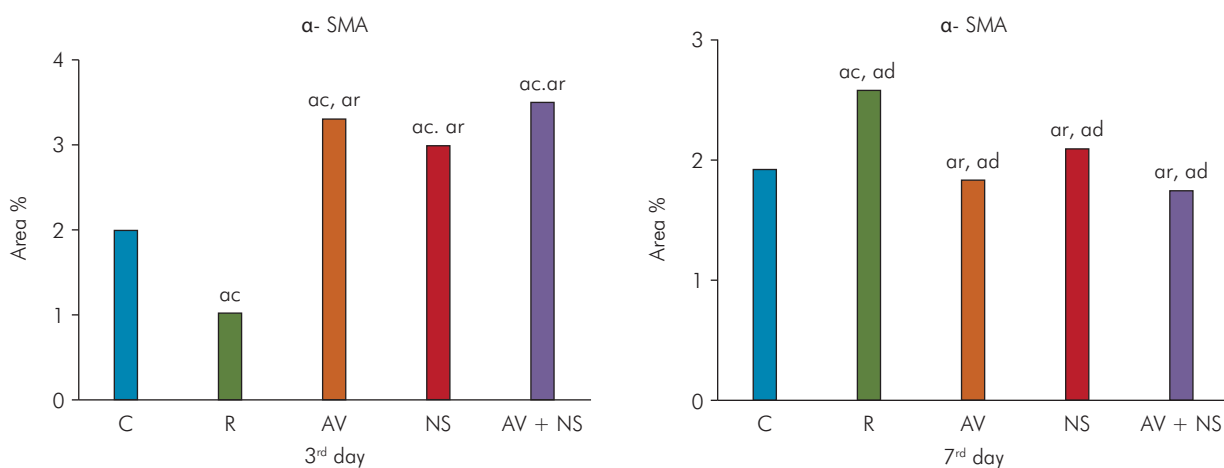 α- SMA
4
3
2
1
0
Area %
ac
ac, ar
ac. ar
ac.ar
C R AV NS AV + NS
3rd day
α- SMA
3
2
1
0
Area %
ac, ad
ar, ad
ar, ad
ar, ad
C R AV NS AV + NS
7rd day